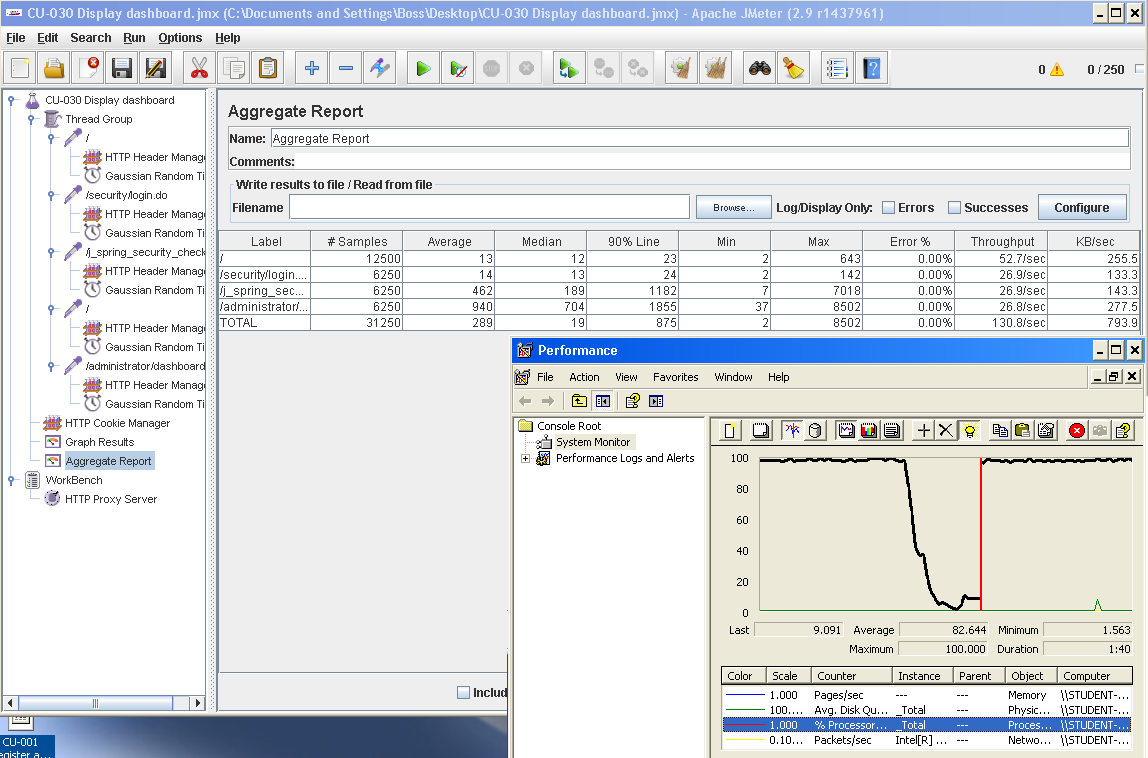 CU-030 Display dashboard.jmx (C:\Documents and Settings\Boss\Desktop\CU-030 Display dashboard.jmx) - Apache JMeter (2.9 r1437961)
File Edit Search Run Options Help
0 0 / 250
CU-030 Display dashboard
Thread Group
/
HTTP Header Manag
Gaussian Random Ti
/security/login.do
HTTP Header Manag
Gaussian Random Ti
/j_spring_security_check
HTTP Header Manag
Gaussian Random Ti
/
HTTP Header Manag
Gaussian Random Ti
/administrator/dashboard
HTTP Header Manag
Gaussian Random Ti
HTTP Cookie Manager
Graph Results
Aggregate Report
WorkBench
HTTP Proxy Server
Aggregate Report
Name: Aggregate Report
Comments:
Write results to file / Read from file
Filename Browse... Log/Display Only: Errors Successes Configure
Label # Samples Average Median 90% Line Min Max Error % Throughput KB/sec
/ 12500 13 12 23 2 643 0.00% 52.7/sec 255.5
/security/login.... 6250 14 13 24 2 142 0.00% 26.9/sec 133.3
/j_spring_sec... 6250 462 189 1182 7 7018 0.00% 26.9/sec 143.3
/administrator/... 6250 940 704 1855 37 8502 0.00% 26.8/sec 277.5
TOTAL 31250 289 19 875 2 8502 0.00% 130.8/sec 793.9
Includ
Performance
File Action View Favorites Window Help
Console Root
System Monitor
Performance Logs and Alerts
100
80
60
40
20
0
Last 9.091 Average 82.644 Minimum 1.563
Maximum 100.000 Duration 1:40
Color Scale Counter Instance Parent Object Computer
1.000 Pages/sec --- --- Memory \\STUDENT-...
100.... Avg. Disk Qu... _Total --- Physic... \\STUDENT-...
1.000 % Processor... _Total --- Proces... \\STUDENT-...
0.10... Packets/sec Intel[R] ... --- Netwo... \\STUDENT-...
CU-001
egister a...